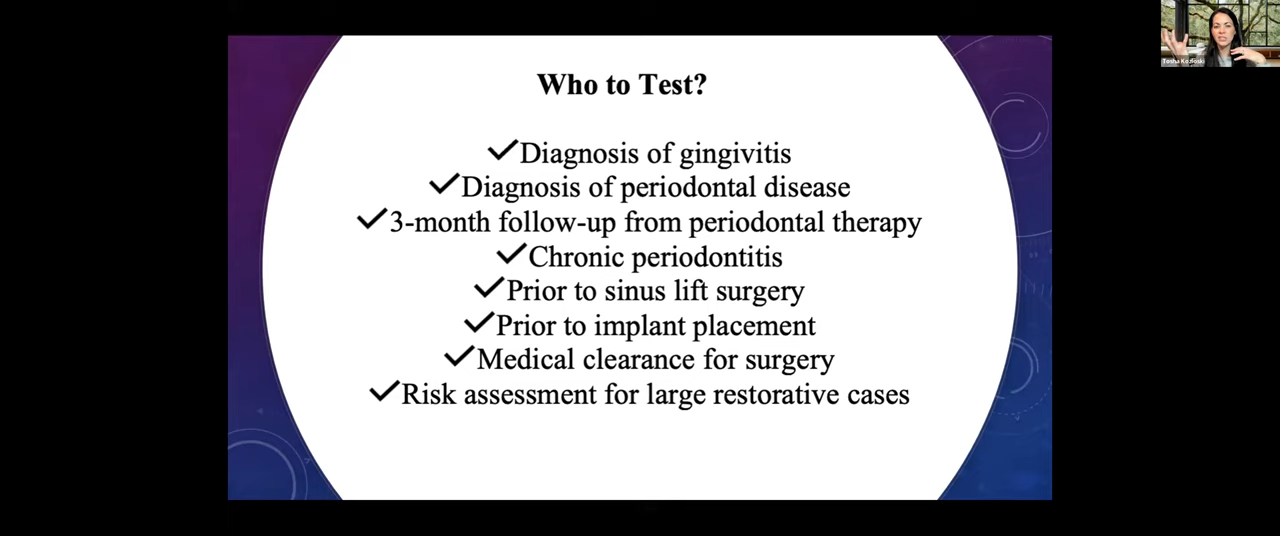 Who to Test?
Diagnosis of gingivitis
Diagnosis of periodontal disease
3-month follow-up from periodontal therapy
Chronic periodontitis
Prior to sinus lift surgery
Prior to implant placement
Medical clearance for surgery
Risk assessment for large restorative cases
Tosha Kozloski